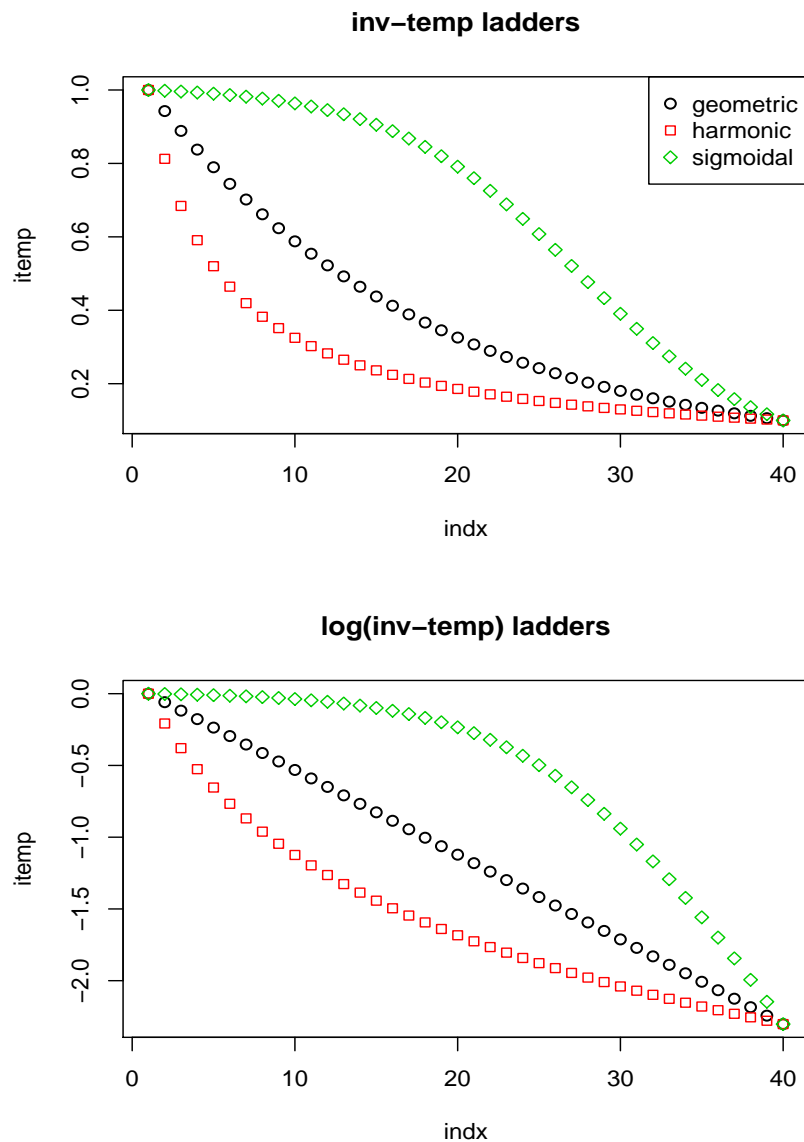 inv−temp ladders
geometric
harmonic
sigmoidal
itemp
1.0
0.8
0.6
0.4
0.2
0 10 20 30 40
indx
log(inv−temp) ladders
itemp
0.0
−0.5
−1.0
−1.5
−2.0
0 10 20 30 40
indx